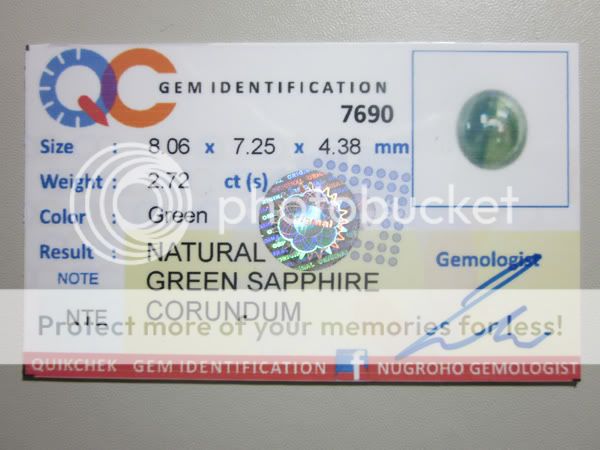 QC GEM IDENTIFICATION
7690
Size : 8.06 x 7.25 x 4.38 mm
Weight : 2.72 ct (s)
Color : Green
Result : NATURAL
GREEN SAPPHIRE
CORUNDUM
NOTE
NTE
Gemologist
photobucket
Protect more of your memories for less!
QUIKCHEK GEM IDENTIFICATION f NUGROHO GEMOLOGIST